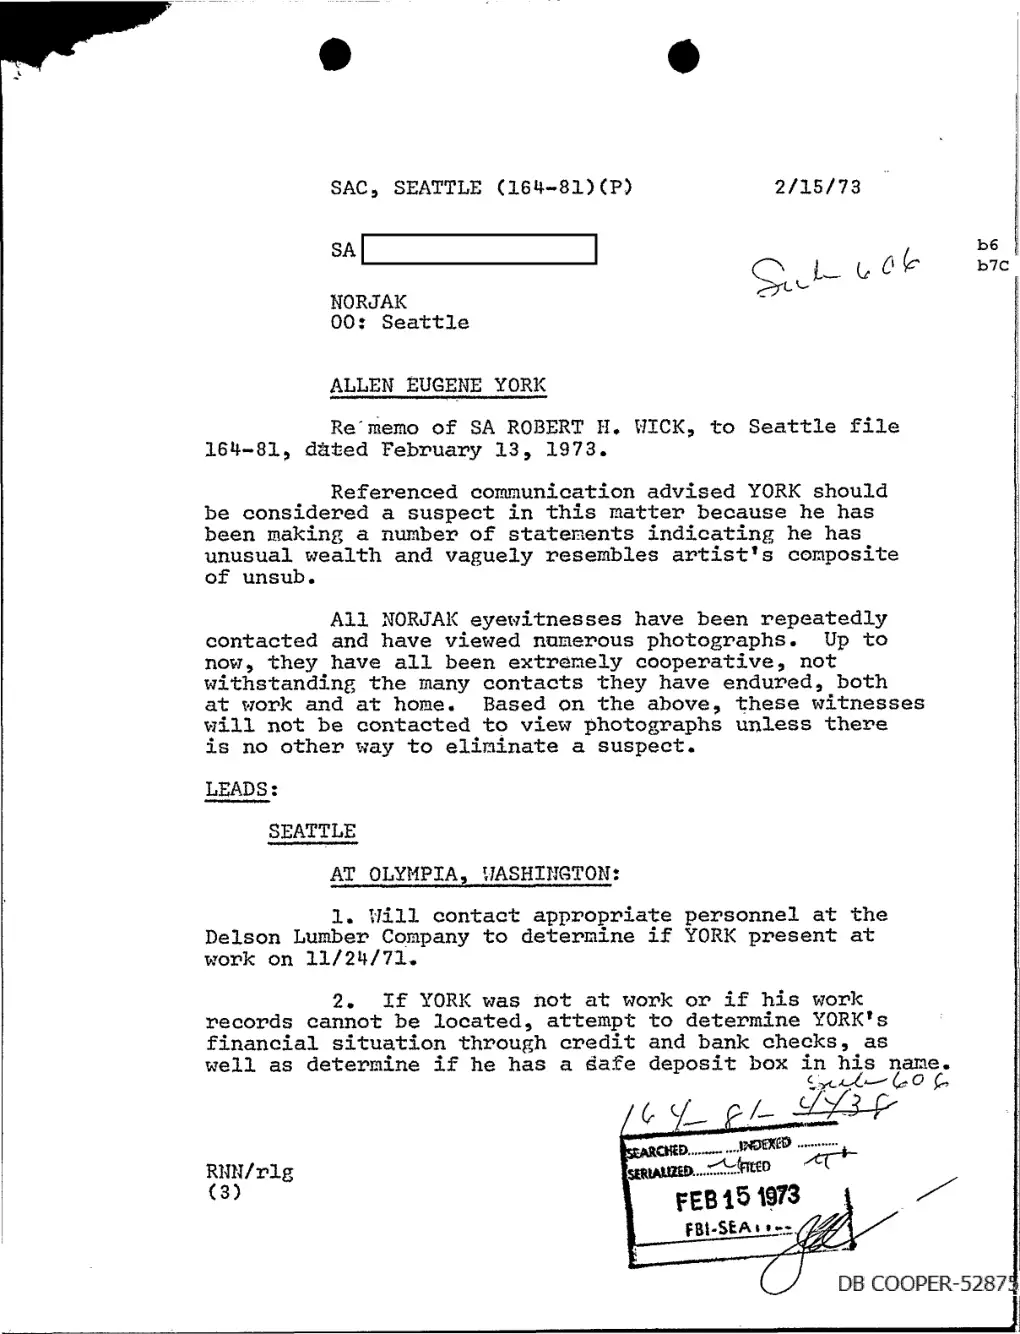 SAC, SEATTLE (164-81)(P) 2/15/73
SA
b6
b7C
Sub 606
NORJAK
OO: Seattle
ALLEN EUGENE YORK
Re memo of SA ROBERT H. WICK, to Seattle file
164-81, dated February 13, 1973.
Referenced communication advised YORK should
be considered a suspect in this matter because he has
been making a number of statements indicating he has
unusual wealth and vaguely resembles artist's composite
of unsub.
All NORJAK eyewitnesses have been repeatedly
contacted and have viewed numerous photographs. Up to
now, they have all been extremely cooperative, not
withstanding the many contacts they have endured, both
at work and at home. Based on the above, these witnesses
will not be contacted to view photographs unless there
is no other way to eliminate a suspect.
LEADS:
SEATTLE
AT OLYMPIA, WASHINGTON:
1. Will contact appropriate personnel at the
Delson Lumber Company to determine if YORK present at
work on 11/24/71.
2. If YORK was not at work or if his work
records cannot be located, attempt to determine YORK's
financial situation through credit and bank checks, as
well as determine if he has a safe deposit box in his name.
Sub 606
164-81-4438
SEARCHED..........INDEXED..........
SERIALIZED..........FILED
RNN/rlg
(3)
FEB 15 1973
FBI-SEA
DB COOPER-52875